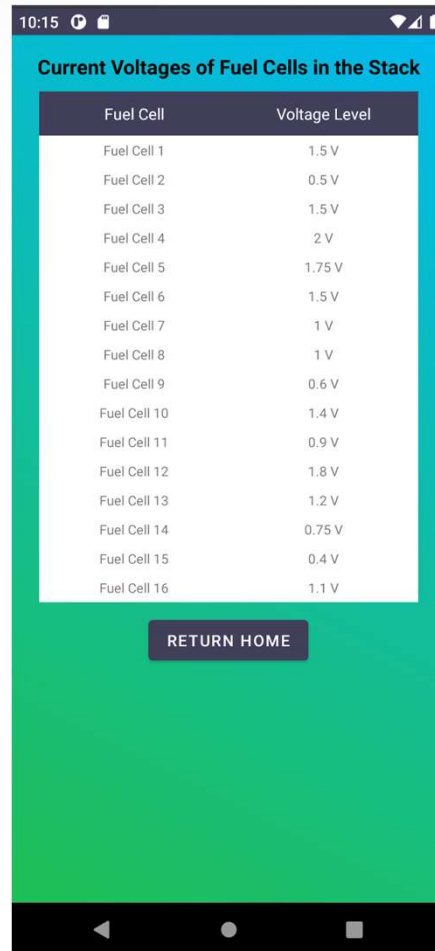 10:15
Current Voltages of Fuel Cells in the Stack
Fuel Cell Voltage Level
Fuel Cell 1 1.5 V
Fuel Cell 2 0.5 V
Fuel Cell 3 1.5 V
Fuel Cell 4 2 V
Fuel Cell 5 1.75 V
Fuel Cell 6 1.5 V
Fuel Cell 7 1 V
Fuel Cell 8 1 V
Fuel Cell 9 0.6 V
Fuel Cell 10 1.4 V
Fuel Cell 11 0.9 V
Fuel Cell 12 1.8 V
Fuel Cell 13 1.2 V
Fuel Cell 14 0.75 V
Fuel Cell 15 0.4 V
Fuel Cell 16 1.1 V
RETURN HOME